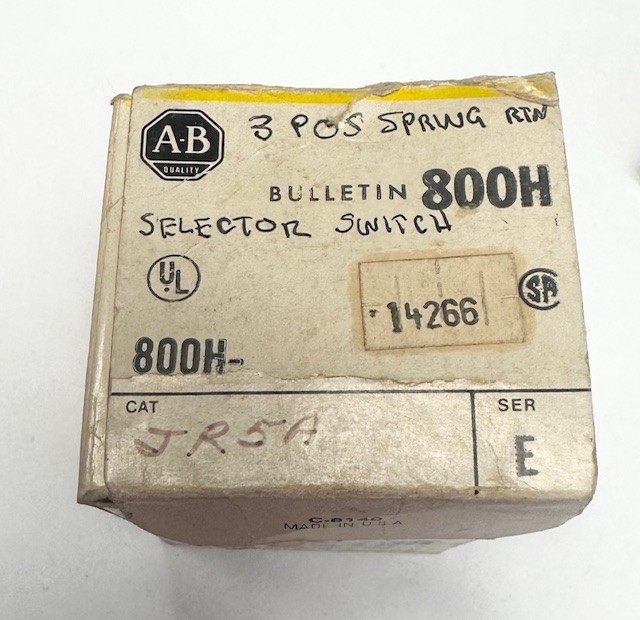 3 POS SPRING RTN
A-B
QUALITY
BULLETIN 800H
SELECTOR SWITCH
UL
14266
SA
800H-
CAT
JR5A
SER
E
MADE IN U.S.A